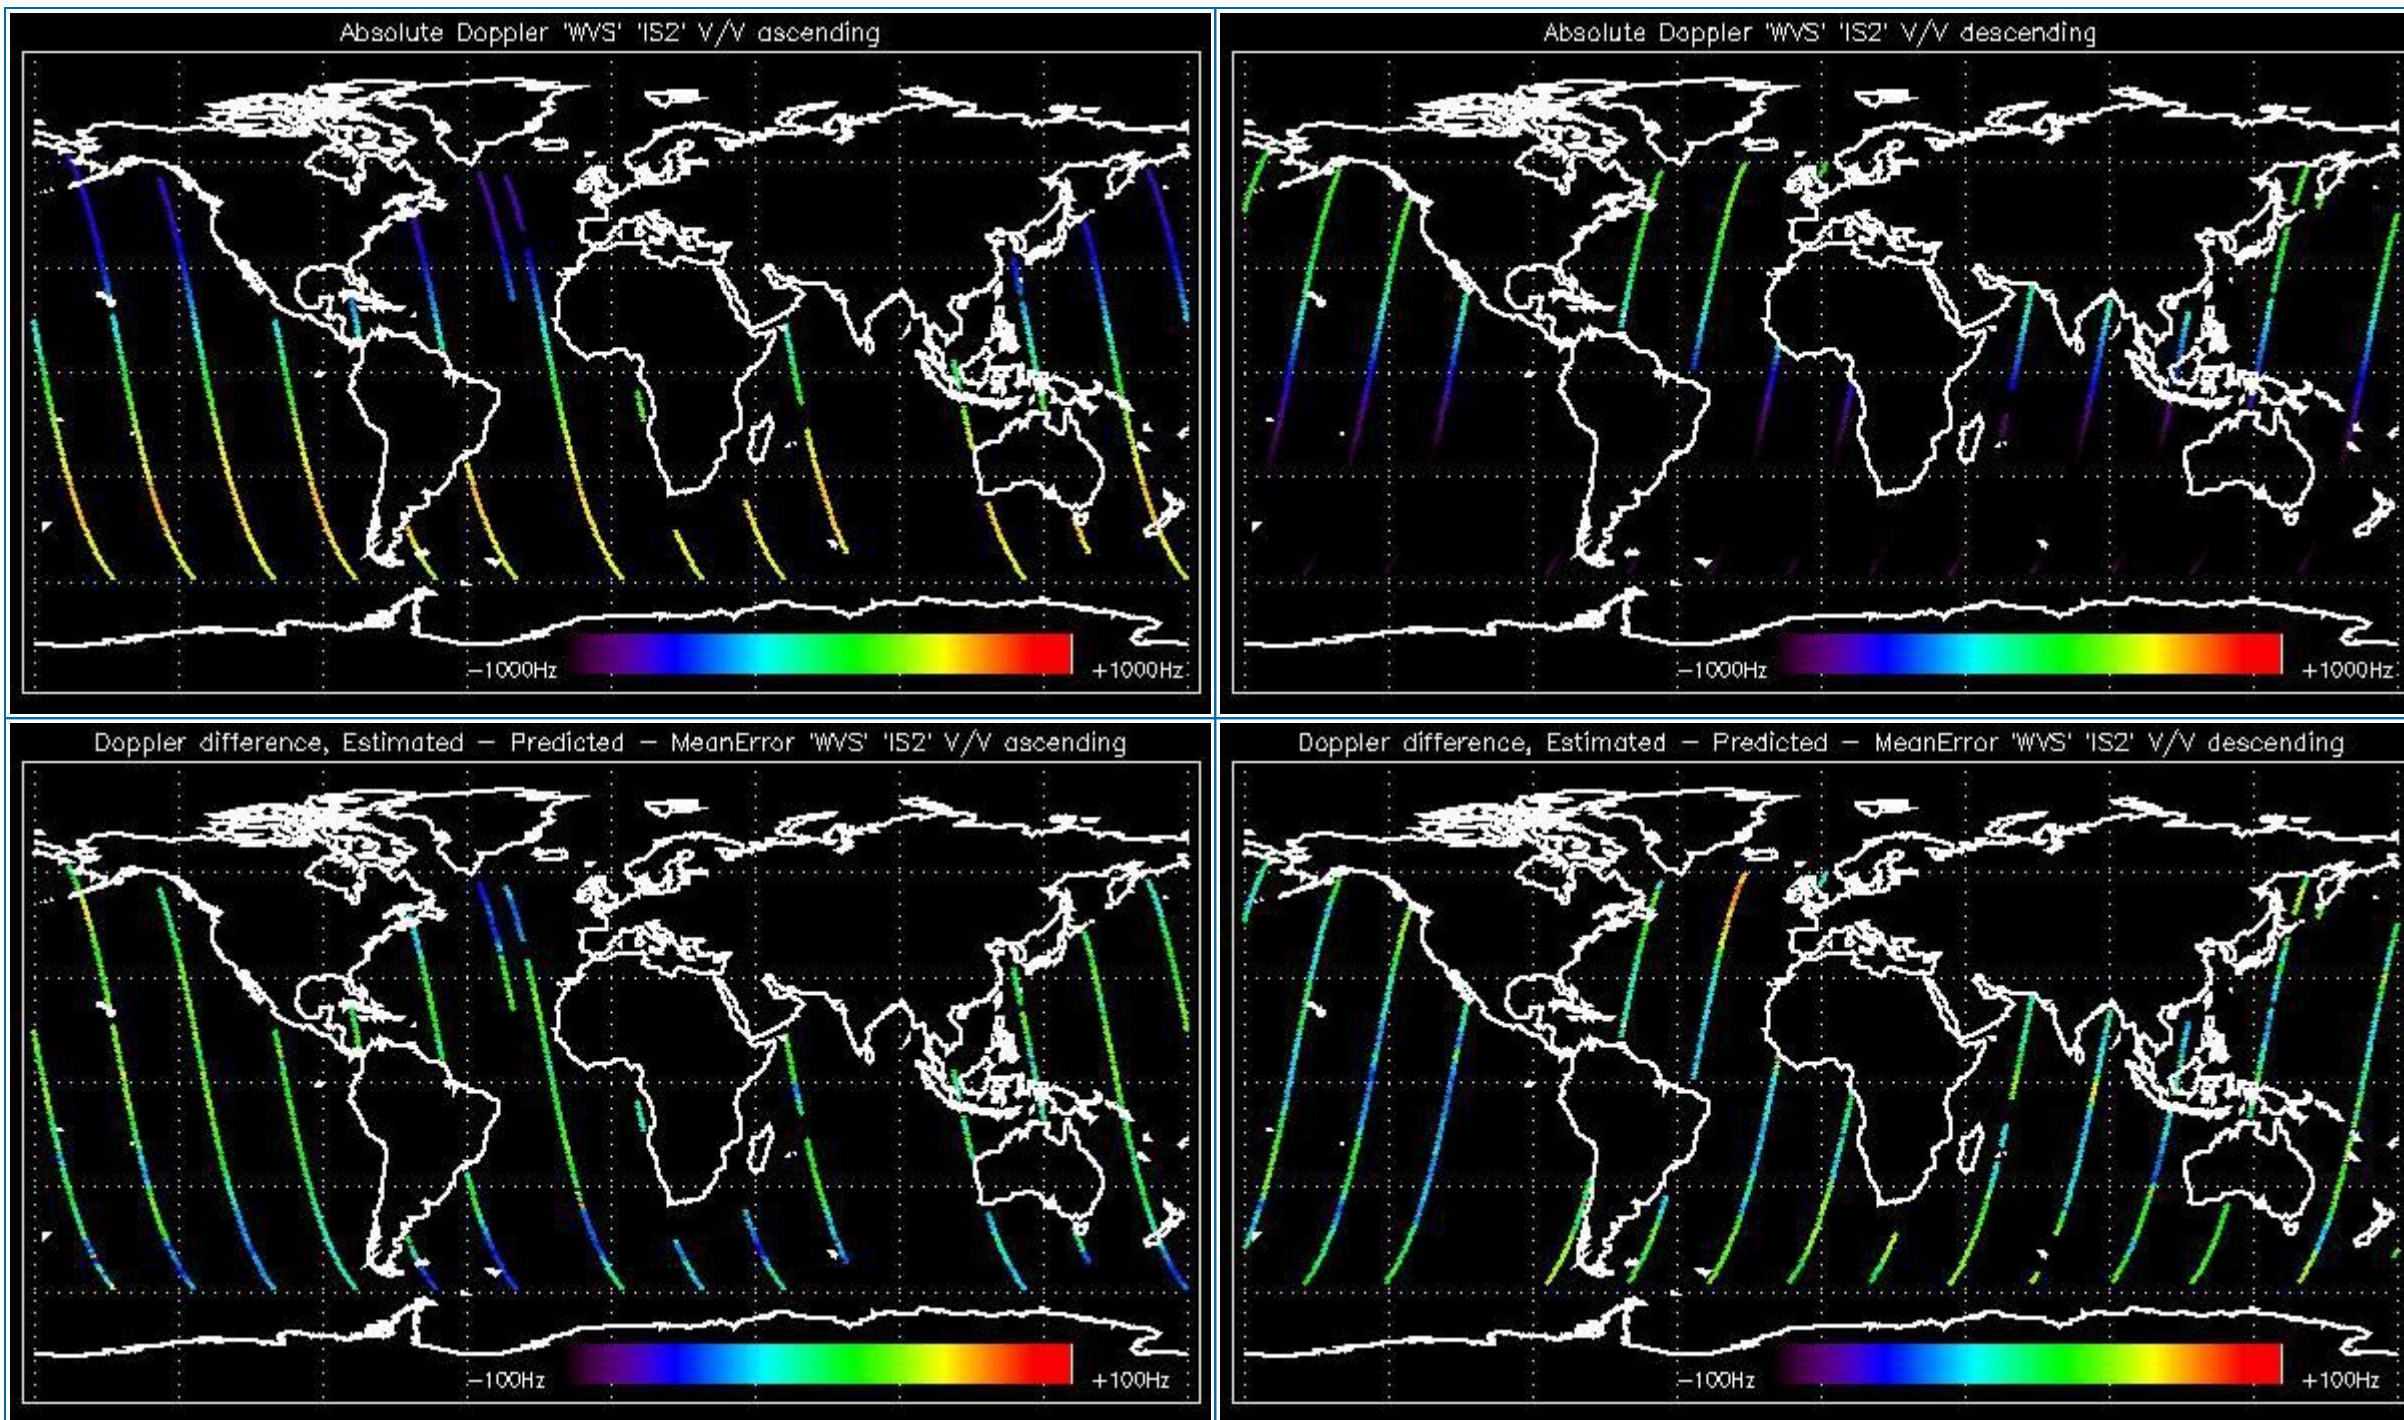 Absolute Doppler 'WVS' 'IS2' V/V ascending
−1000Hz +1000Hz
Absolute Doppler 'WVS' 'IS2' V/V descending
−1000Hz +1000Hz
Doppler difference, Estimated − Predicted − MeanError 'WVS' 'IS2' V/V ascending
−100Hz +100Hz
Doppler difference, Estimated − Predicted − MeanError 'WVS' 'IS2' V/V descending
−100Hz +100Hz